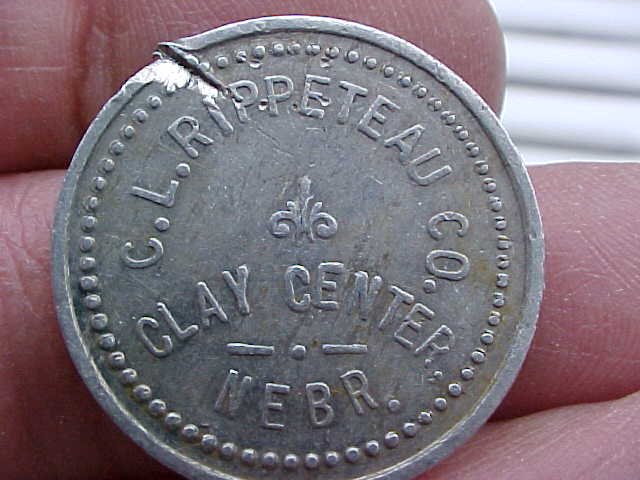 C. L. RIPPETEAU CO.
CLAY CENTER,
NEBR.